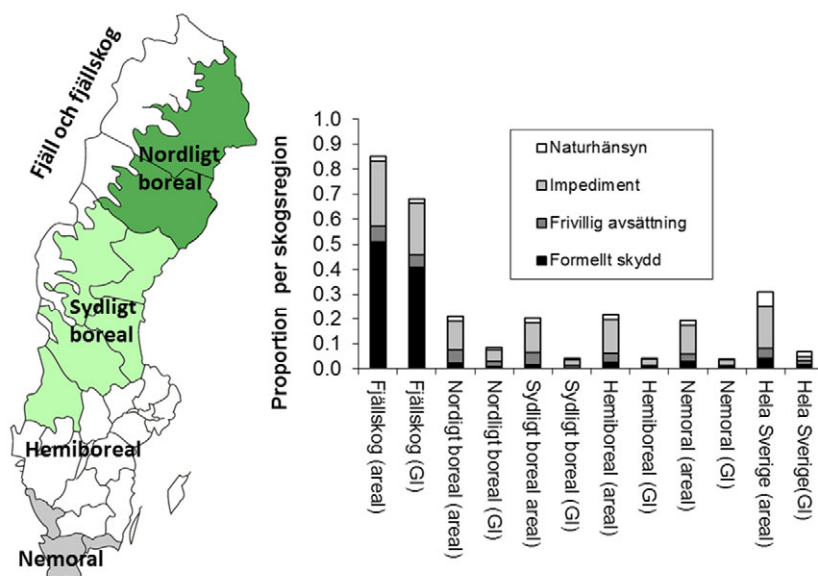 Fjäll och fjällskog
Nordligt
boreal
Sydligt
boreal
Hemiboreal
Nemoral
Proportion per skogsregion
1.0
0.9
0.8
0.7
0.6
0.5
0.4
0.3
0.2
0.1
0.0
Naturhänsyn
Impediment
Frivillig avsättning
Formellt skydd
Fjällskog (areal)
Fjällskog (GI)
Nordigt boreal (areal)
Nordligt boreal (GI)
Sydligt boreal areal)
Sydligt boreal (GI)
Hemiboreal (areal)
Hemiboreal (GI)
Nemoral (areal)
Nemoral (GI)
Hela Sverige (areal)
Hela Sverige(GI)